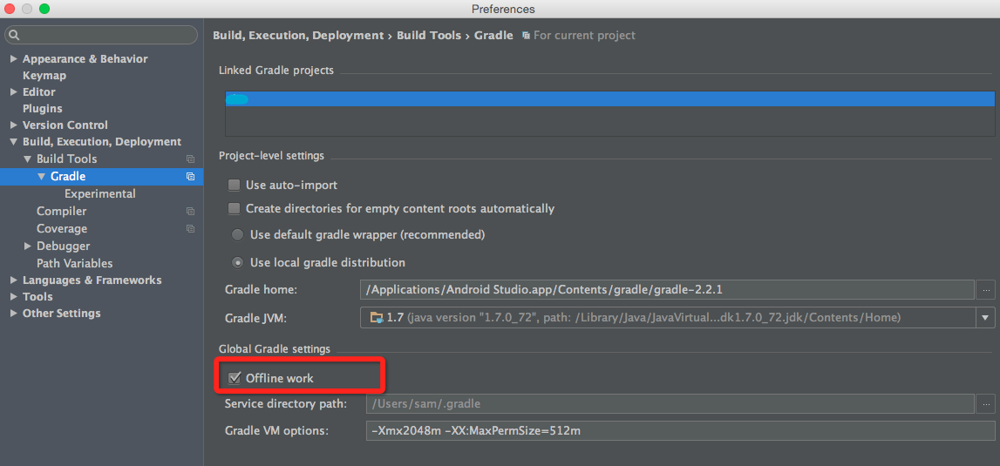 Preferences
Appearance & Behavior
Keymap
Editor
Plugins
Version Control
Build, Execution, Deployment
Build Tools
Gradle
Experimental
Compiler
Coverage
Debugger
Path Variables
Languages & Frameworks
Tools
Other Settings
Build, Execution, Deployment › Build Tools › Gradle For current project
Linked Gradle projects
Project-level settings
Use auto-import
Create directories for empty content roots automatically
Use default gradle wrapper (recommended)
Use local gradle distribution
Gradle home: /Applications/Android Studio.app/Contents/gradle/gradle-2.2.1 ...
Gradle JVM: 1.7 (java version "1.7.0_72", path: /Library/Java/JavaVirtual...dk1.7.0_72.jdk/Contents/Home)
Global Gradle settings
Offline work
Service directory path: /Users/sam/.gradle ...
Gradle VM options: -Xmx2048m -XX:MaxPermSize=512m